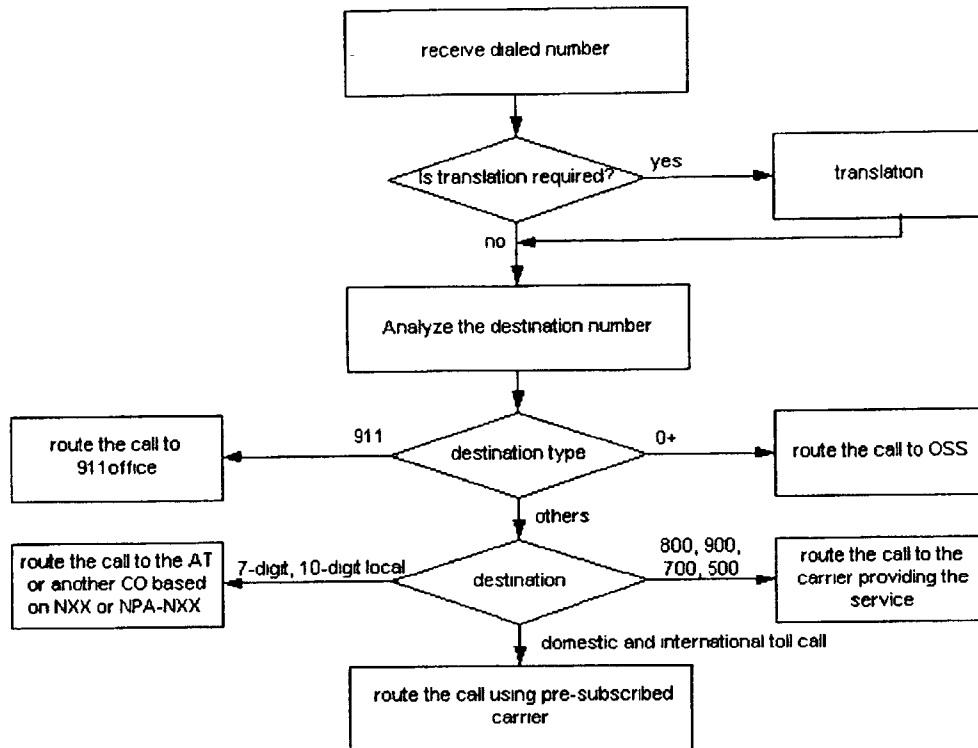 receive dialed number
Is translation required?
yes
translation
no
Analyze the destination number
route the call to
911office
911
destination type
0+
route the call to OSS
others
route the call to the AT
or another CO based
on NXX or NPA-NXX
7-digit, 10-digit local
destination
800, 900,
700, 500
route the call to the
carrier providing the
service
domestic and international toll call
route the call using pre-subscribed
carrier